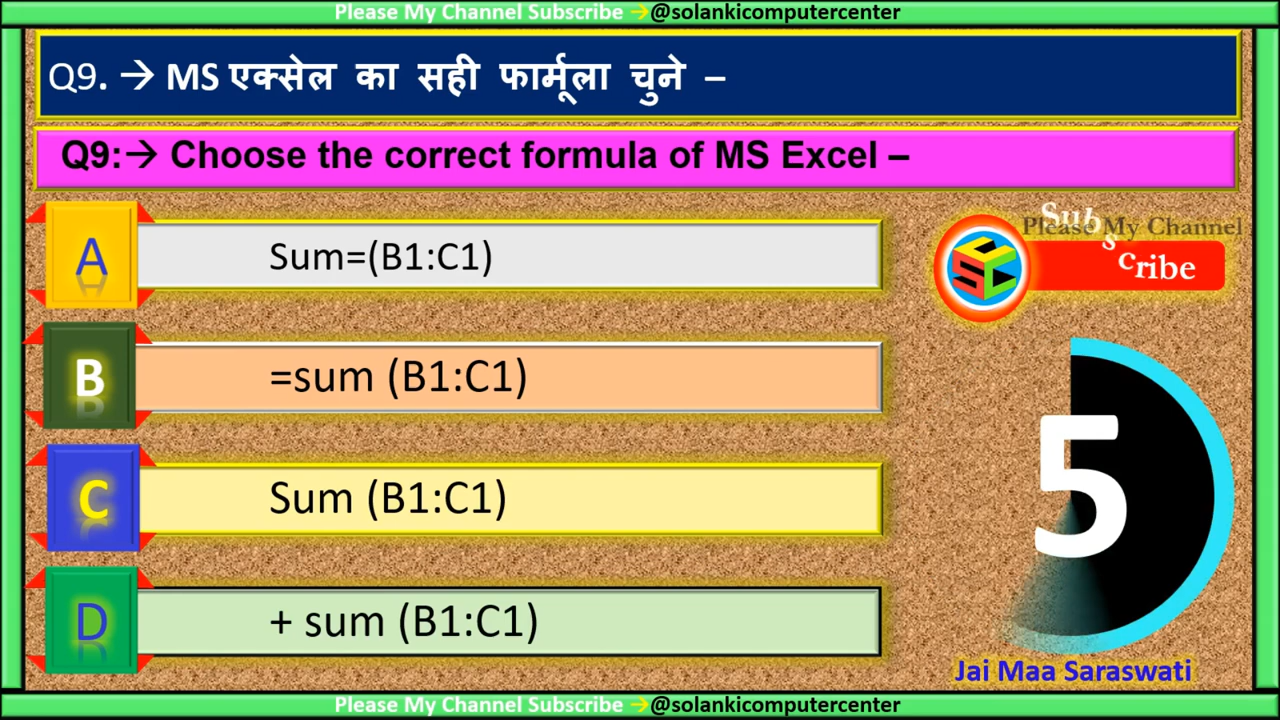 Please My Channel Subscribe →@solankicomputercenter
Q9. → MS एक्सेल का सही फार्मूला चुने –
Q9:→ Choose the correct formula of MS Excel –
A
Sum=(B1:C1)
B
=sum (B1:C1)
C
Sum (B1:C1)
D
+ sum (B1:C1)
Please My Channel
Subscribe
SCC
5
Jai Maa Saraswati
Please My Channel Subscribe →@solankicomputercenter